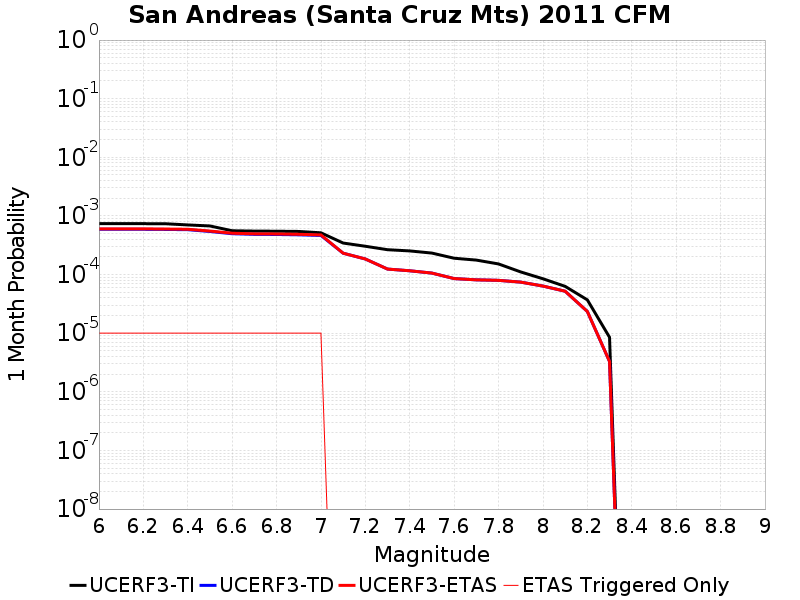 San Andreas (Santa Cruz Mts) 2011 CFM
1 Month Probability
10^0
10^-1
10^-2
10^-3
10^-4
10^-5
10^-6
10^-7
10^-8
6 6.2 6.4 6.6 6.8 7 7.2 7.4 7.6 7.8 8 8.2 8.4 8.6 8.8 9
Magnitude
UCERF3-TI UCERF3-TD UCERF3-ETAS ETAS Triggered Only